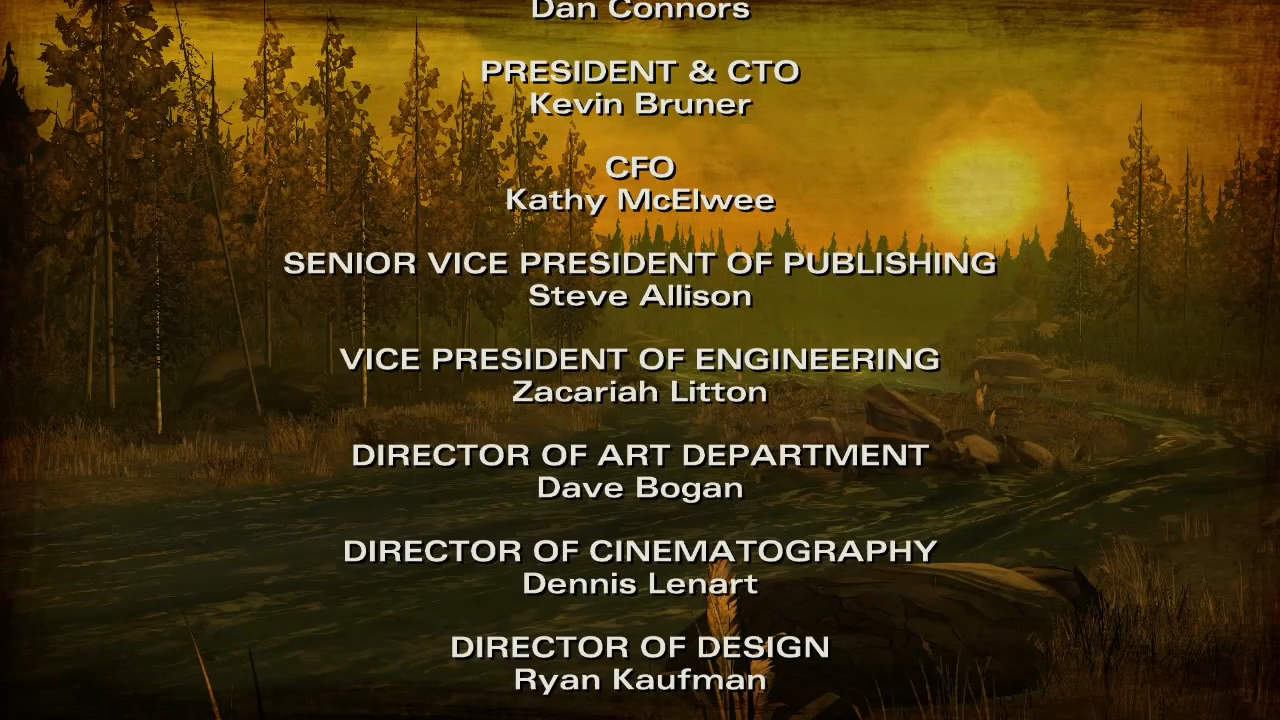 Dan Connors
PRESIDENT & CTO
Kevin Bruner
CFO
Kathy McElwee
SENIOR VICE PRESIDENT OF PUBLISHING
Steve Allison
VICE PRESIDENT OF ENGINEERING
Zacariah Litton
DIRECTOR OF ART DEPARTMENT
Dave Bogan
DIRECTOR OF CINEMATOGRAPHY
Dennis Lenart
DIRECTOR OF DESIGN
Ryan Kaufman